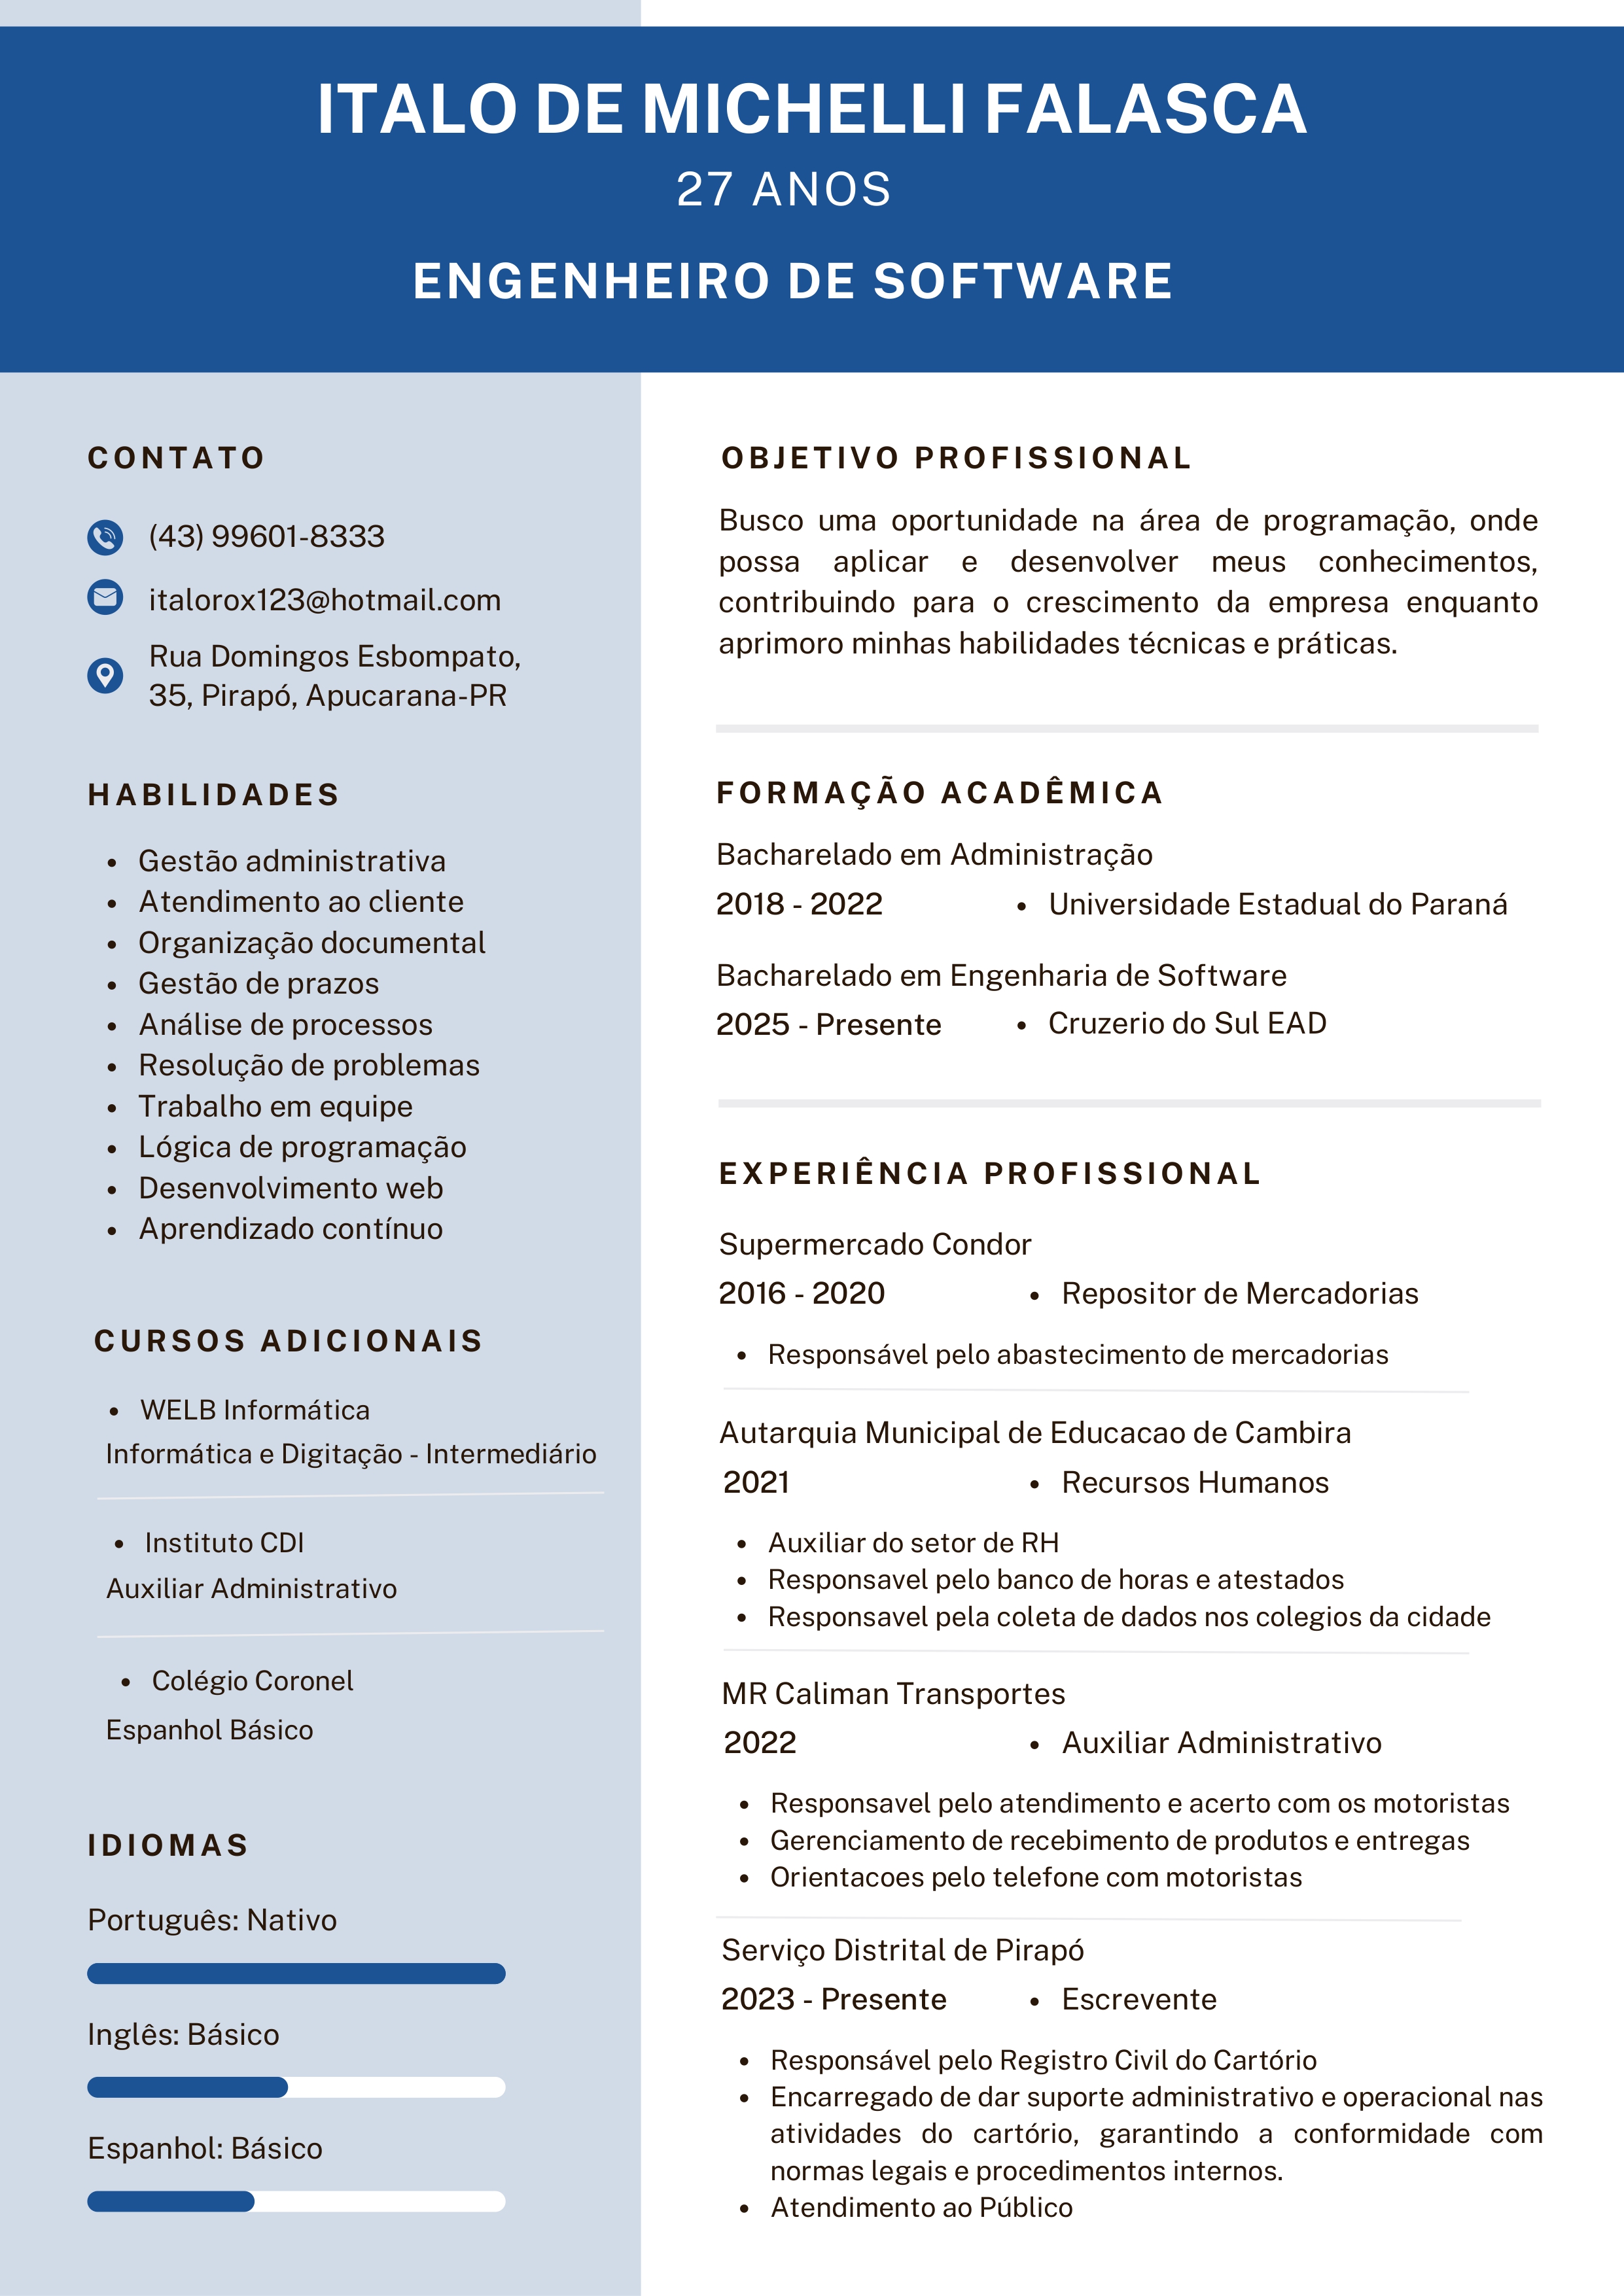 ITALO DE MICHELLI FALASCA
27 ANOS
ENGENHEIRO DE SOFTWARE
CONTATO
(43) 99601-8333
italorox123@hotmail.com
Rua Domingos Esbompato,
35, Pirapó, Apucarana-PR
HABILIDADES
• Gestão administrativa
• Atendimento ao cliente
• Organização documental
• Gestão de prazos
• Análise de processos
• Resolução de problemas
• Trabalho em equipe
• Lógica de programação
• Desenvolvimento web
• Aprendizado contínuo
CURSOS ADICIONAIS
• WELB Informática
Informática e Digitação - Intermediário
• Instituto CDI
Auxiliar Administrativo
• Colégio Coronel
Espanhol Básico
IDIOMAS
Português: Nativo
Inglês: Básico
Espanhol: Básico
OBJETIVO PROFISSIONAL
Busco uma oportunidade na área de programação, onde
possa aplicar e desenvolver meus conhecimentos,
contribuindo para o crescimento da empresa enquanto
aprimoro minhas habilidades técnicas e práticas.
FORMAÇÃO ACADÊMICA
Bacharelado em Administração
2018 - 2022 • Universidade Estadual do Paraná
Bacharelado em Engenharia de Software
2025 - Presente • Cruzerio do Sul EAD
EXPERIÊNCIA PROFISSIONAL
Supermercado Condor
2016 - 2020 • Repositor de Mercadorias
• Responsável pelo abastecimento de mercadorias
Autarquia Municipal de Educacao de Cambira
2021 • Recursos Humanos
• Auxiliar do setor de RH
• Responsavel pelo banco de horas e atestados
• Responsavel pela coleta de dados nos colegios da cidade
MR Caliman Transportes
2022 • Auxiliar Administrativo
• Responsavel pelo atendimento e acerto com os motoristas
• Gerenciamento de recebimento de produtos e entregas
• Orientacoes pelo telefone com motoristas
Serviço Distrital de Pirapó
2023 - Presente • Escrevente
• Responsável pelo Registro Civil do Cartório
• Encarregado de dar suporte administrativo e operacional nas
atividades do cartório, garantindo a conformidade com
normas legais e procedimentos internos.
• Atendimento ao Público